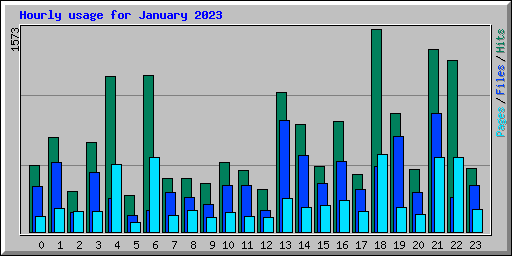 Hourly usage for January 2023
1573
Pages/Files/Hits
0 1 2 3 4 5 6 7 8 9 10 11 12 13 14 15 16 17 18 19 20 21 22 23